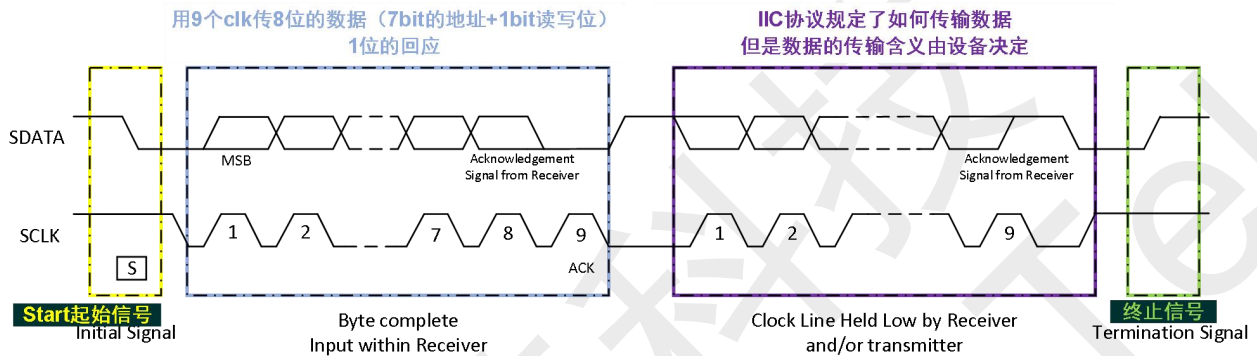 用9个clk传8位的数据（7bit的地址+1bit读写位）
1位的回应
IIC协议规定了如何传输数据
但是数据的传输含义由设备决定
SDATA
MSB
Acknowledgement
Signal from Receiver
Acknowledgement
Signal from Receiver
SCLK
1
2
7
8
9
1
2
9
S
ACK
Start起始信号
Initial Signal
Byte complete
Input within Receiver
Clock Line Held Low by Receiver
and/or transmitter
终止信号
Termination Signal
科技
Tel